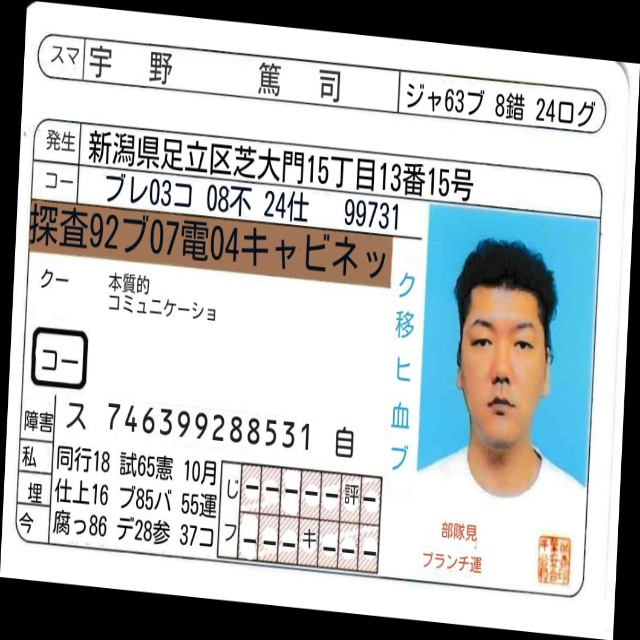 スマ 宇野 篤司 ジャ63ブ 8錯 24ログ
発生 新潟県足立区芝大門15丁目13番15号
コー ブレ03コ 08不 24仕 99731
探査92ブ07電04キャビネッ
クー 本質的
コミュニケーショ
ク移ヒ血ブ
コー
障害 ス 746399288531 自
私 同行18 試65憲 10月
埋 仕上16 ブ85バ 55運
今 腐っ86 デ28参 37コ
じ ー ー ー ー ー 評 ー
フ ー ー ー キ ー ー ー
部隊見
ブランチ運